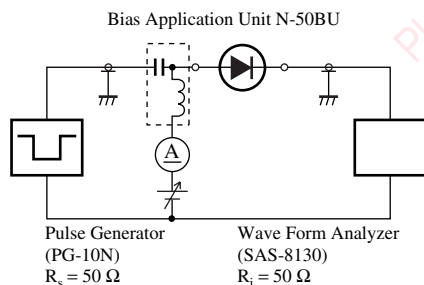 Bias Application Unit N-50BU
A
Pulse Generator
(PG-10N)
Rs = 50 Ω
Wave Form Analyzer
(SAS-8130)
Ri = 50 Ω